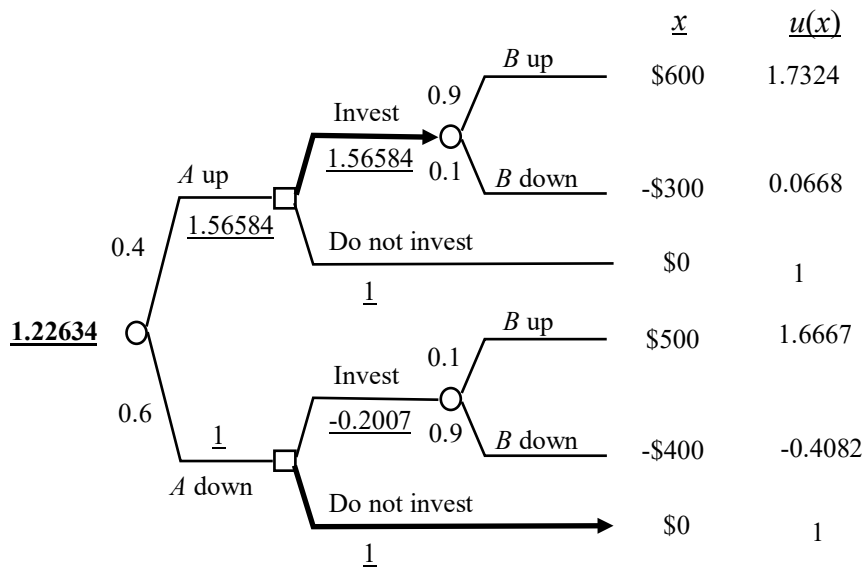 x u(x)
B up $600 1.7324
0.9
Invest
1.56584
0.1
A up B down -$300 0.0668
1.56584
Do not invest
0.4 $0 1
1
1.22634
B up $500 1.6667
0.1
Invest
0.6 -0.2007
1 0.9
B down -$400 -0.4082
A down
Do not invest
$0 1
1